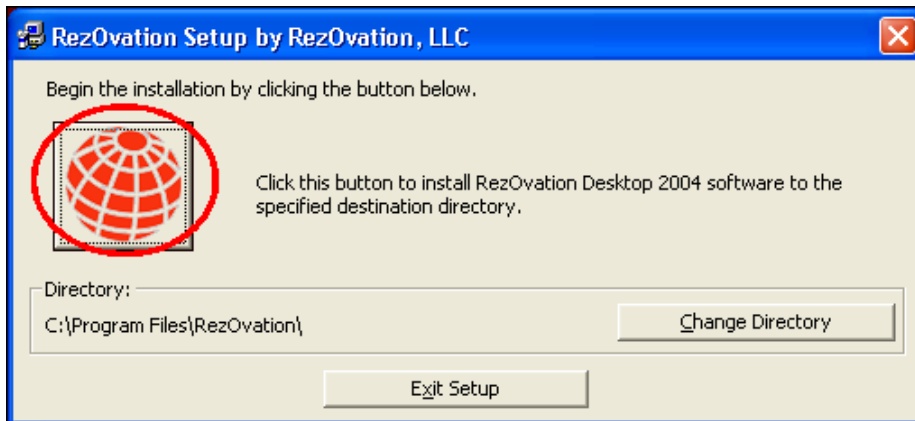 RezOvation Setup by RezOvation, LLC
Begin the installation by clicking the button below.
Click this button to install RezOvation Desktop 2004 software to the
specified destination directory.
Directory:
C:\Program Files\RezOvation\
Change Directory
Exit Setup